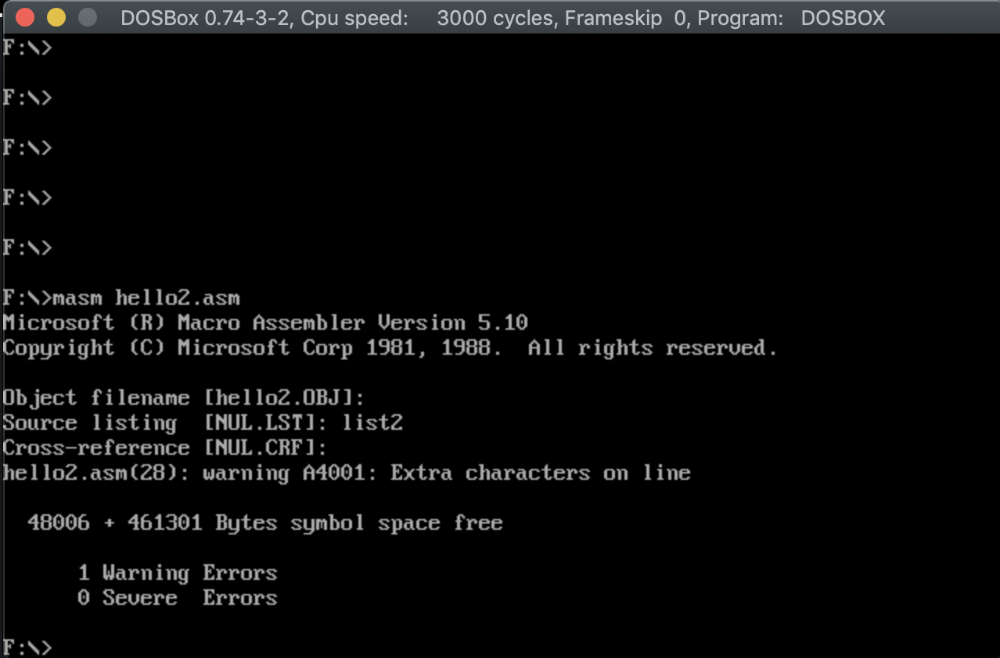 DOSBox 0.74-3-2, Cpu speed:    3000 cycles, Frameskip  0, Program:   DOSBOX
F:\>
F:\>
F:\>
F:\>
F:\>
F:\>masm hello2.asm
Microsoft (R) Macro Assembler Version 5.10
Copyright (C) Microsoft Corp 1981, 1988.  All rights reserved.
Object filename [hello2.OBJ]:
Source listing  [NUL.LST]: list2
Cross-reference [NUL.CRF]:
hello2.asm(28): warning A4001: Extra characters on line
  48006 + 461301 Bytes symbol space free
      1 Warning Errors
      0 Severe  Errors
F:\>